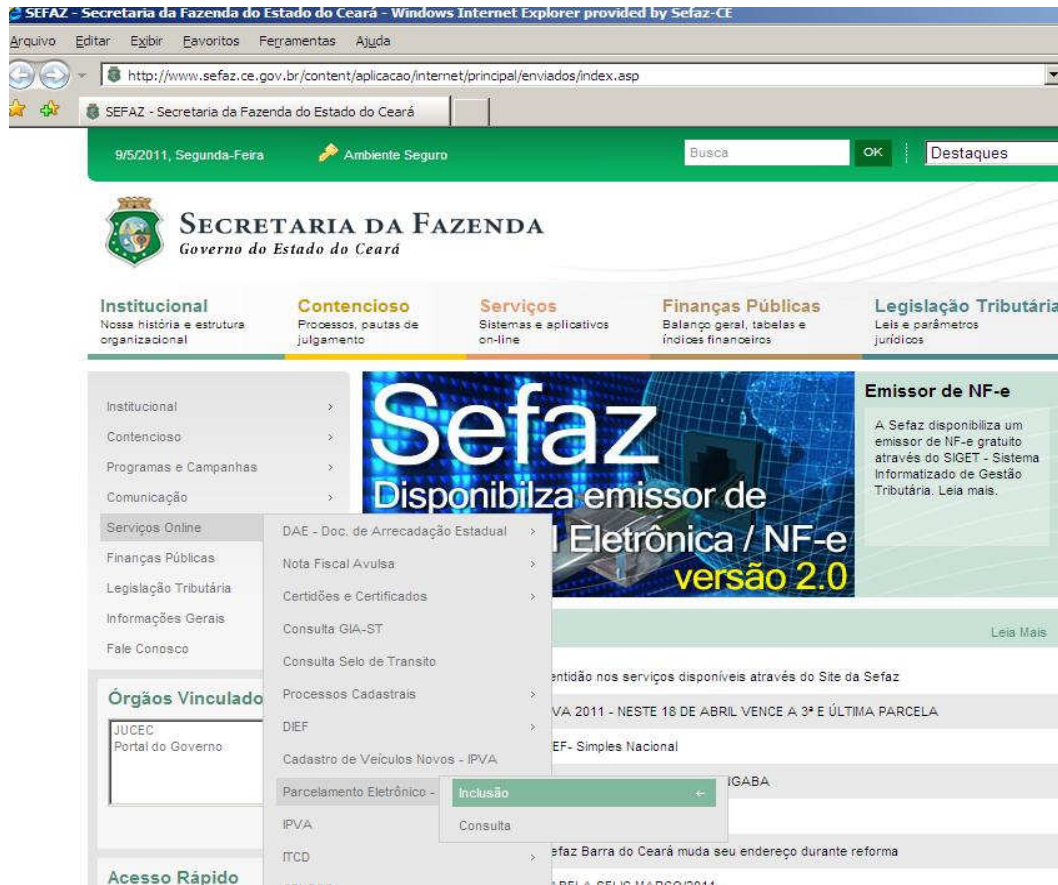 SEFAZ - Secretaria da Fazenda do Estado do Ceará - Windows Internet Explorer provided by Sefaz-CE
Arquivo Editar Exibir Favoritos Ferramentas Ajuda
http://www.sefaz.ce.gov.br/content/aplicacao/internet/principal/enviados/index.asp
SEFAZ - Secretaria da Fazenda do Estado do Ceará
9/5/2011, Segunda-Feira Ambiente Seguro Busca OK Destaques
SECRETARIA DA FAZENDA
Governo do Estado do Ceará
Institucional
Nossa história e estrutura
organizacional
Contencioso
Processos, pautas de
julgamento
Serviços
Sistemas e aplicativos
on-line
Finanças Públicas
Balanço geral, tabelas e
índices financeiros
Legislação Tributária
Leis e parâmetros
jurídicos
Institucional
Contencioso
Programas e Campanhas
Comunicação
Serviços Online
Finanças Públicas
Legislação Tributária
Informações Gerais
Fale Conosco
Sefaz
Disponibilza emissor de
l Eletrônica / NF-e
versão 2.0
Emissor de NF-e
A Sefaz disponibiliza um
emissor de NF-e gratuito
através do SIGET - Sistema
Informatizado de Gestão
Tributária. Leia mais.
DAE - Doc. de Arrecadação Estadual
Nota Fiscal Avulsa
Certidões e Certificados
Consulta GIA-ST
Consulta Selo de Transito
Processos Cadastrais
DIEF
Cadastro de Veículos Novos - IPVA
Parcelamento Eletrônico -
IPVA
ITCD
Inclusão
Consulta
Leia Mais
entidão nos serviços disponíveis através do Site da Sefaz
VA 2011 - NESTE 18 DE ABRIL VENCE A 3ª E ÚLTIMA PARCELA
EF- Simples Nacional
IGABA
efaz Barra do Ceará muda seu endereço durante reforma
Órgãos Vinculado
JUCEC
Portal do Governo
Acesso Rápido